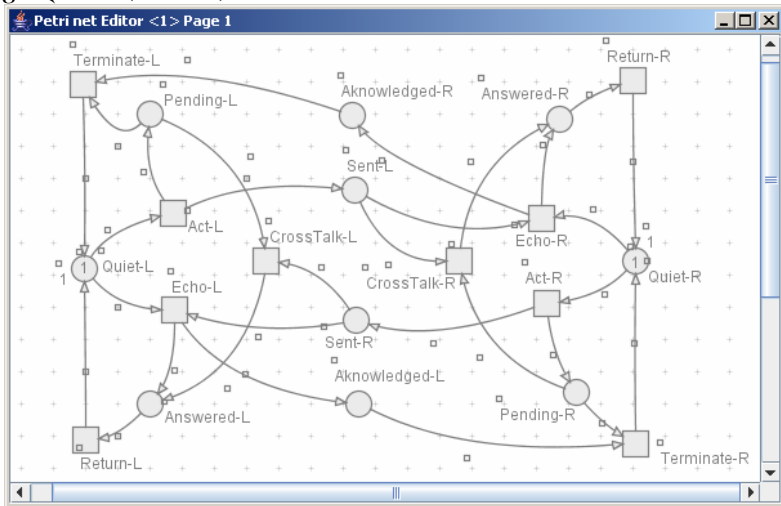 Petri net Editor <1> Page 1
Terminate-L
Return-R
Pending-L
Aknowledged-R
Answered-R
Sent-L
Act-L
CrossTalk-L
Echo-R
1
1
Quiet-L
1
CrossTalk-R
Act-R
1
Quiet-R
Echo-L
Sent-R
Aknowledged-L
Answered-L
Pending-R
Return-L
Terminate-R